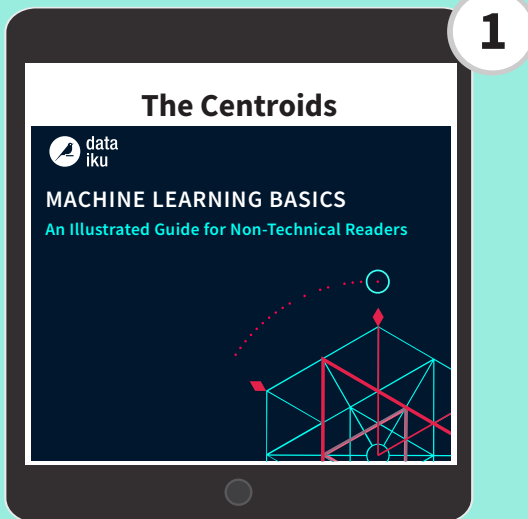 1
The Centroids
data
iku
MACHINE LEARNING BASICS
An Illustrated Guide for Non-Technical Readers